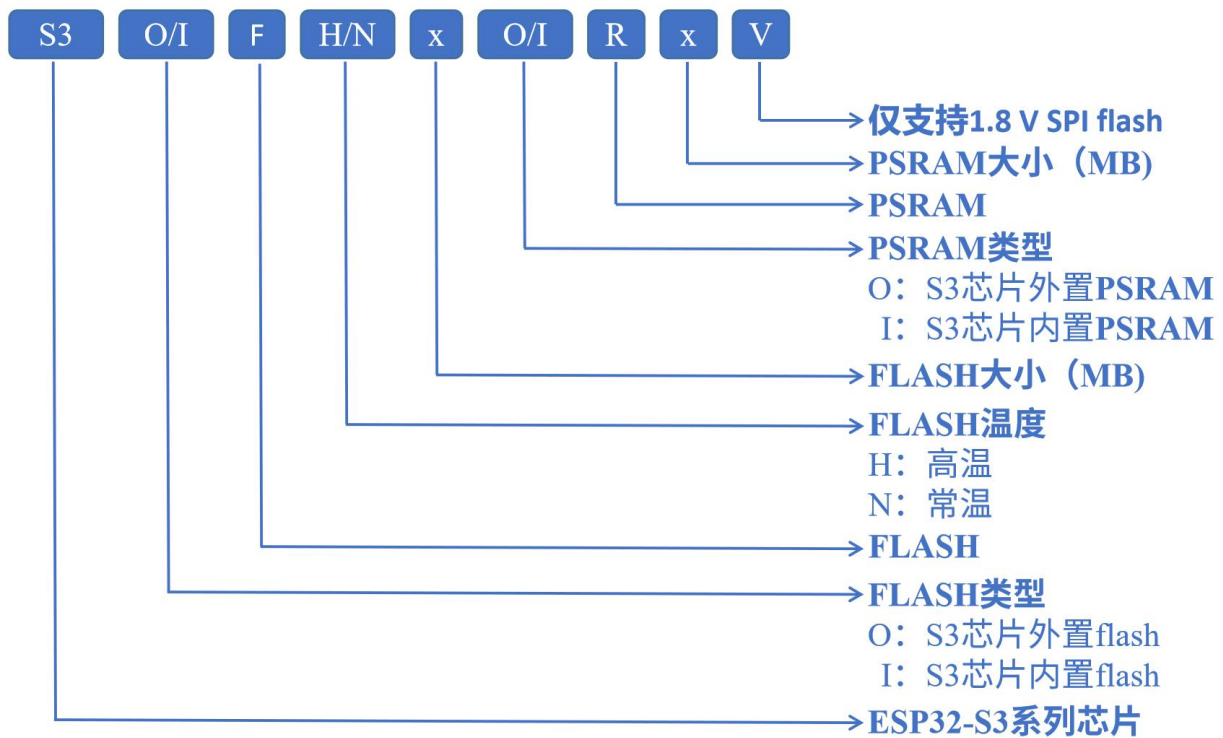 S3 O/I F H/N x O/I R x V
仅支持1.8 V SPI flash
PSRAM大小（MB)
PSRAM
PSRAM类型
O：S3芯片外置PSRAM
I：S3芯片内置PSRAM
FLASH大小（MB)
FLASH温度
H：高温
N：常温
FLASH
FLASH类型
O：S3芯片外置flash
I：S3芯片内置flash
ESP32-S3系列芯片